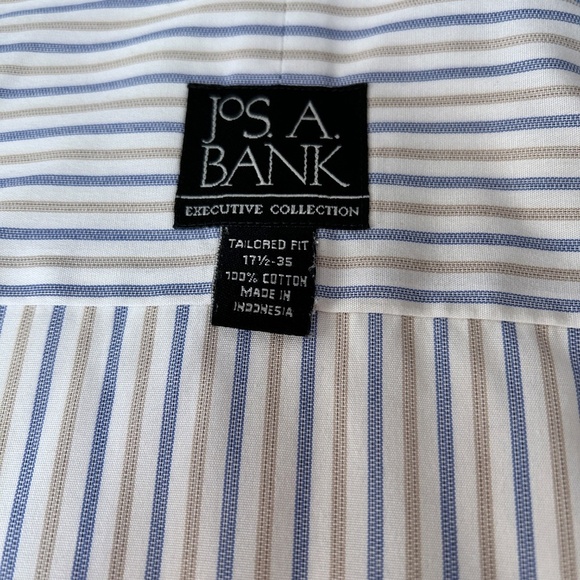 JoS. A.
BANK
EXECUTIVE COLLECTION
TAILORED FIT
17½-35
100% COTTON
MADE IN
INDONESIA